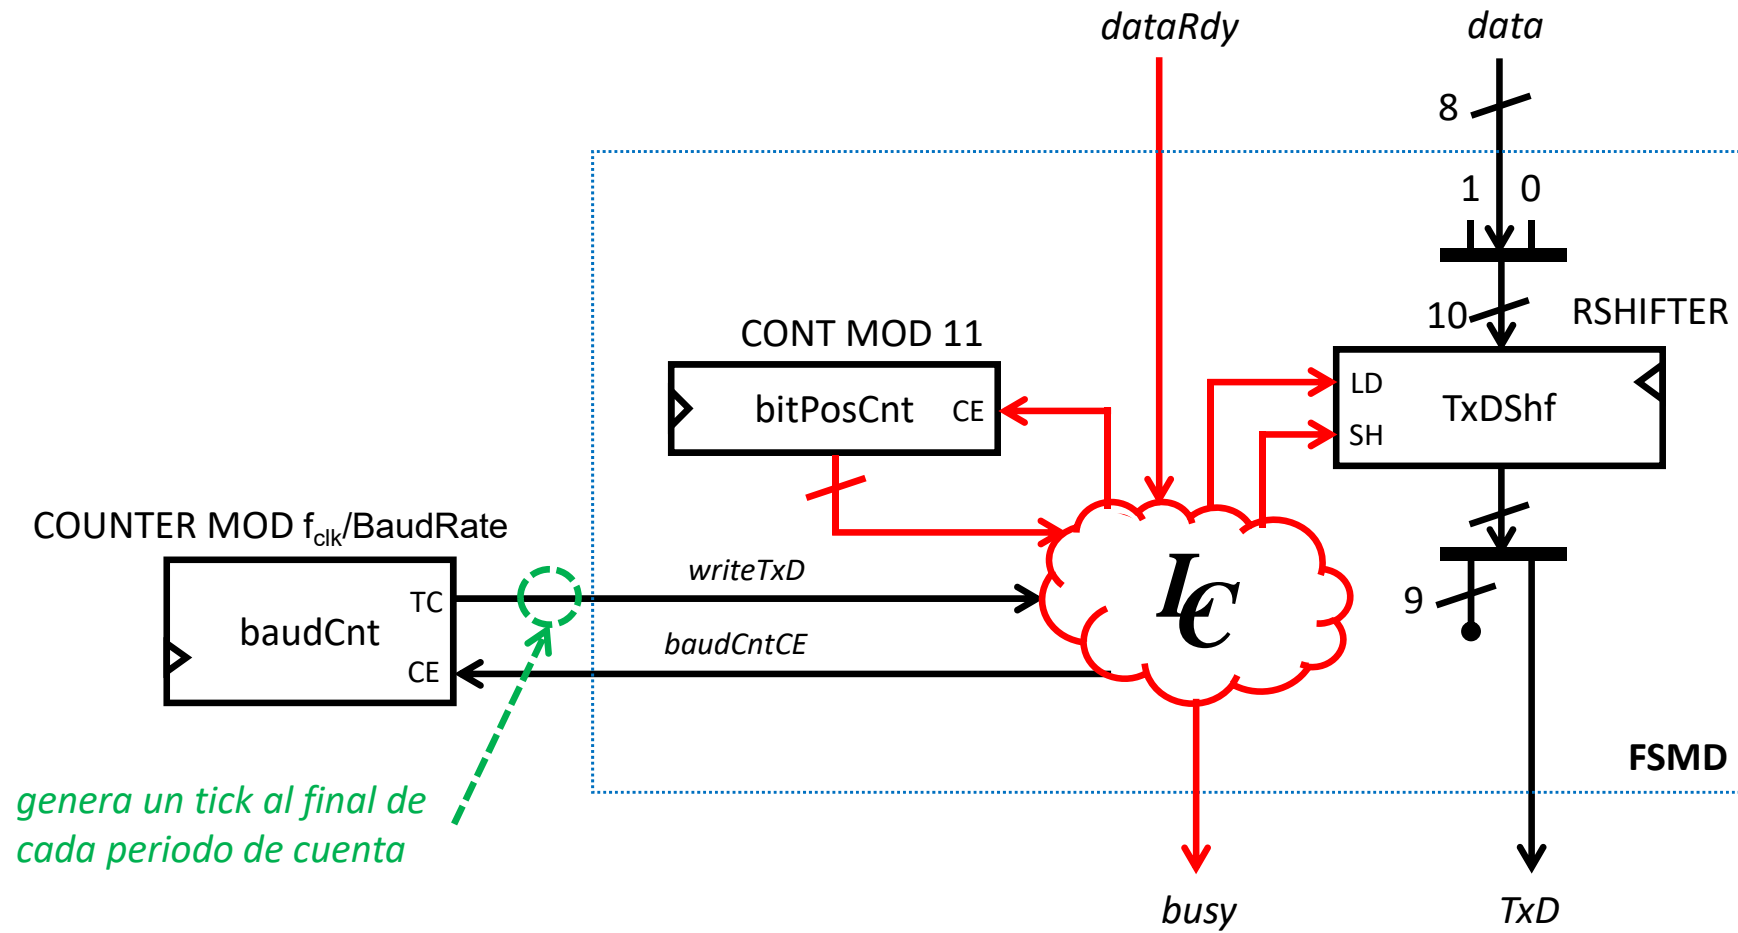 dataRdy
data
8
1
0
10
RSHIFTER
CONT MOD 11
bitPosCnt
CE
LD
SH
TxDShf
COUNTER MOD fclk/BaudRate
baudCnt
TC
CE
writeTxD
baudCntCE
LC
9
FSMD
genera un tick al final de
cada periodo de cuenta
busy
TxD